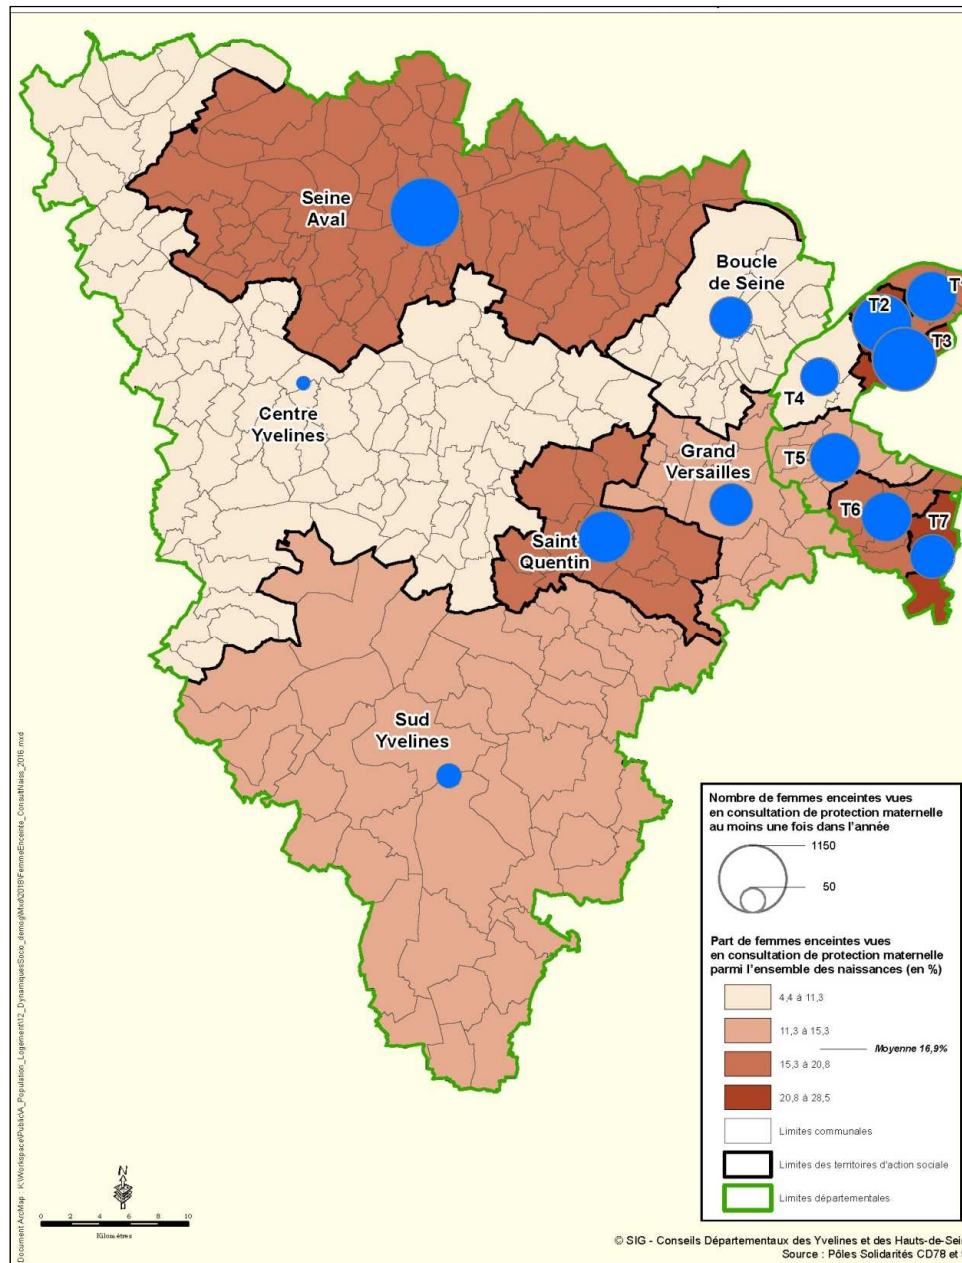 Seine
Aval
Boucle
de Seine
T1
T2
T3
T4
Centre
Yvelines
Grand
Versailles
T5
T6
T7
Saint
Quentin
Sud
Yvelines
Nombre de femmes enceintes vues
en consultation de protection maternelle
au moins une fois dans l'année
1150
50
Part de femmes enceintes vues
en consultation de protection maternelle
parmi l'ensemble des naissances (en %)
4,4 à 11,3
11,3 à 15,3
Moyenne 16,9%
15,3 à 20,8
20,8 à 28,5
Limites communales
Limites des territoires d'action sociale
Limites départementales
N
0 2 4 6 8 10
Kilomètres
© SIG - Conseils Départementaux des Yvelines et des Hauts-de-Sei
Source : Pôles Solidarités CD78 et